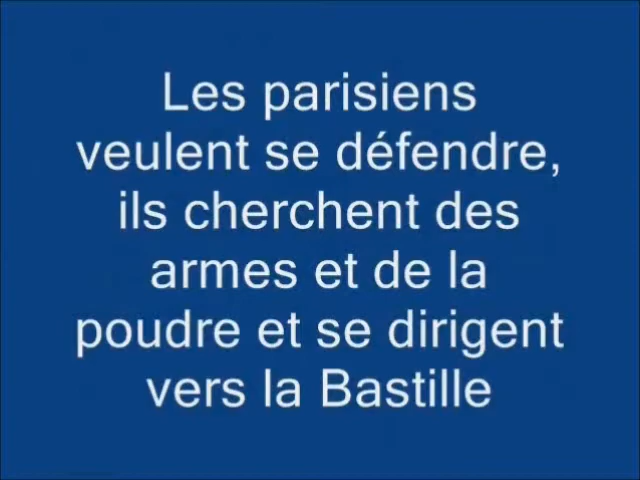 Les parisiens
veulent se défendre,
ils cherchent des
armes et de la
poudre et se dirigent
vers la Bastille